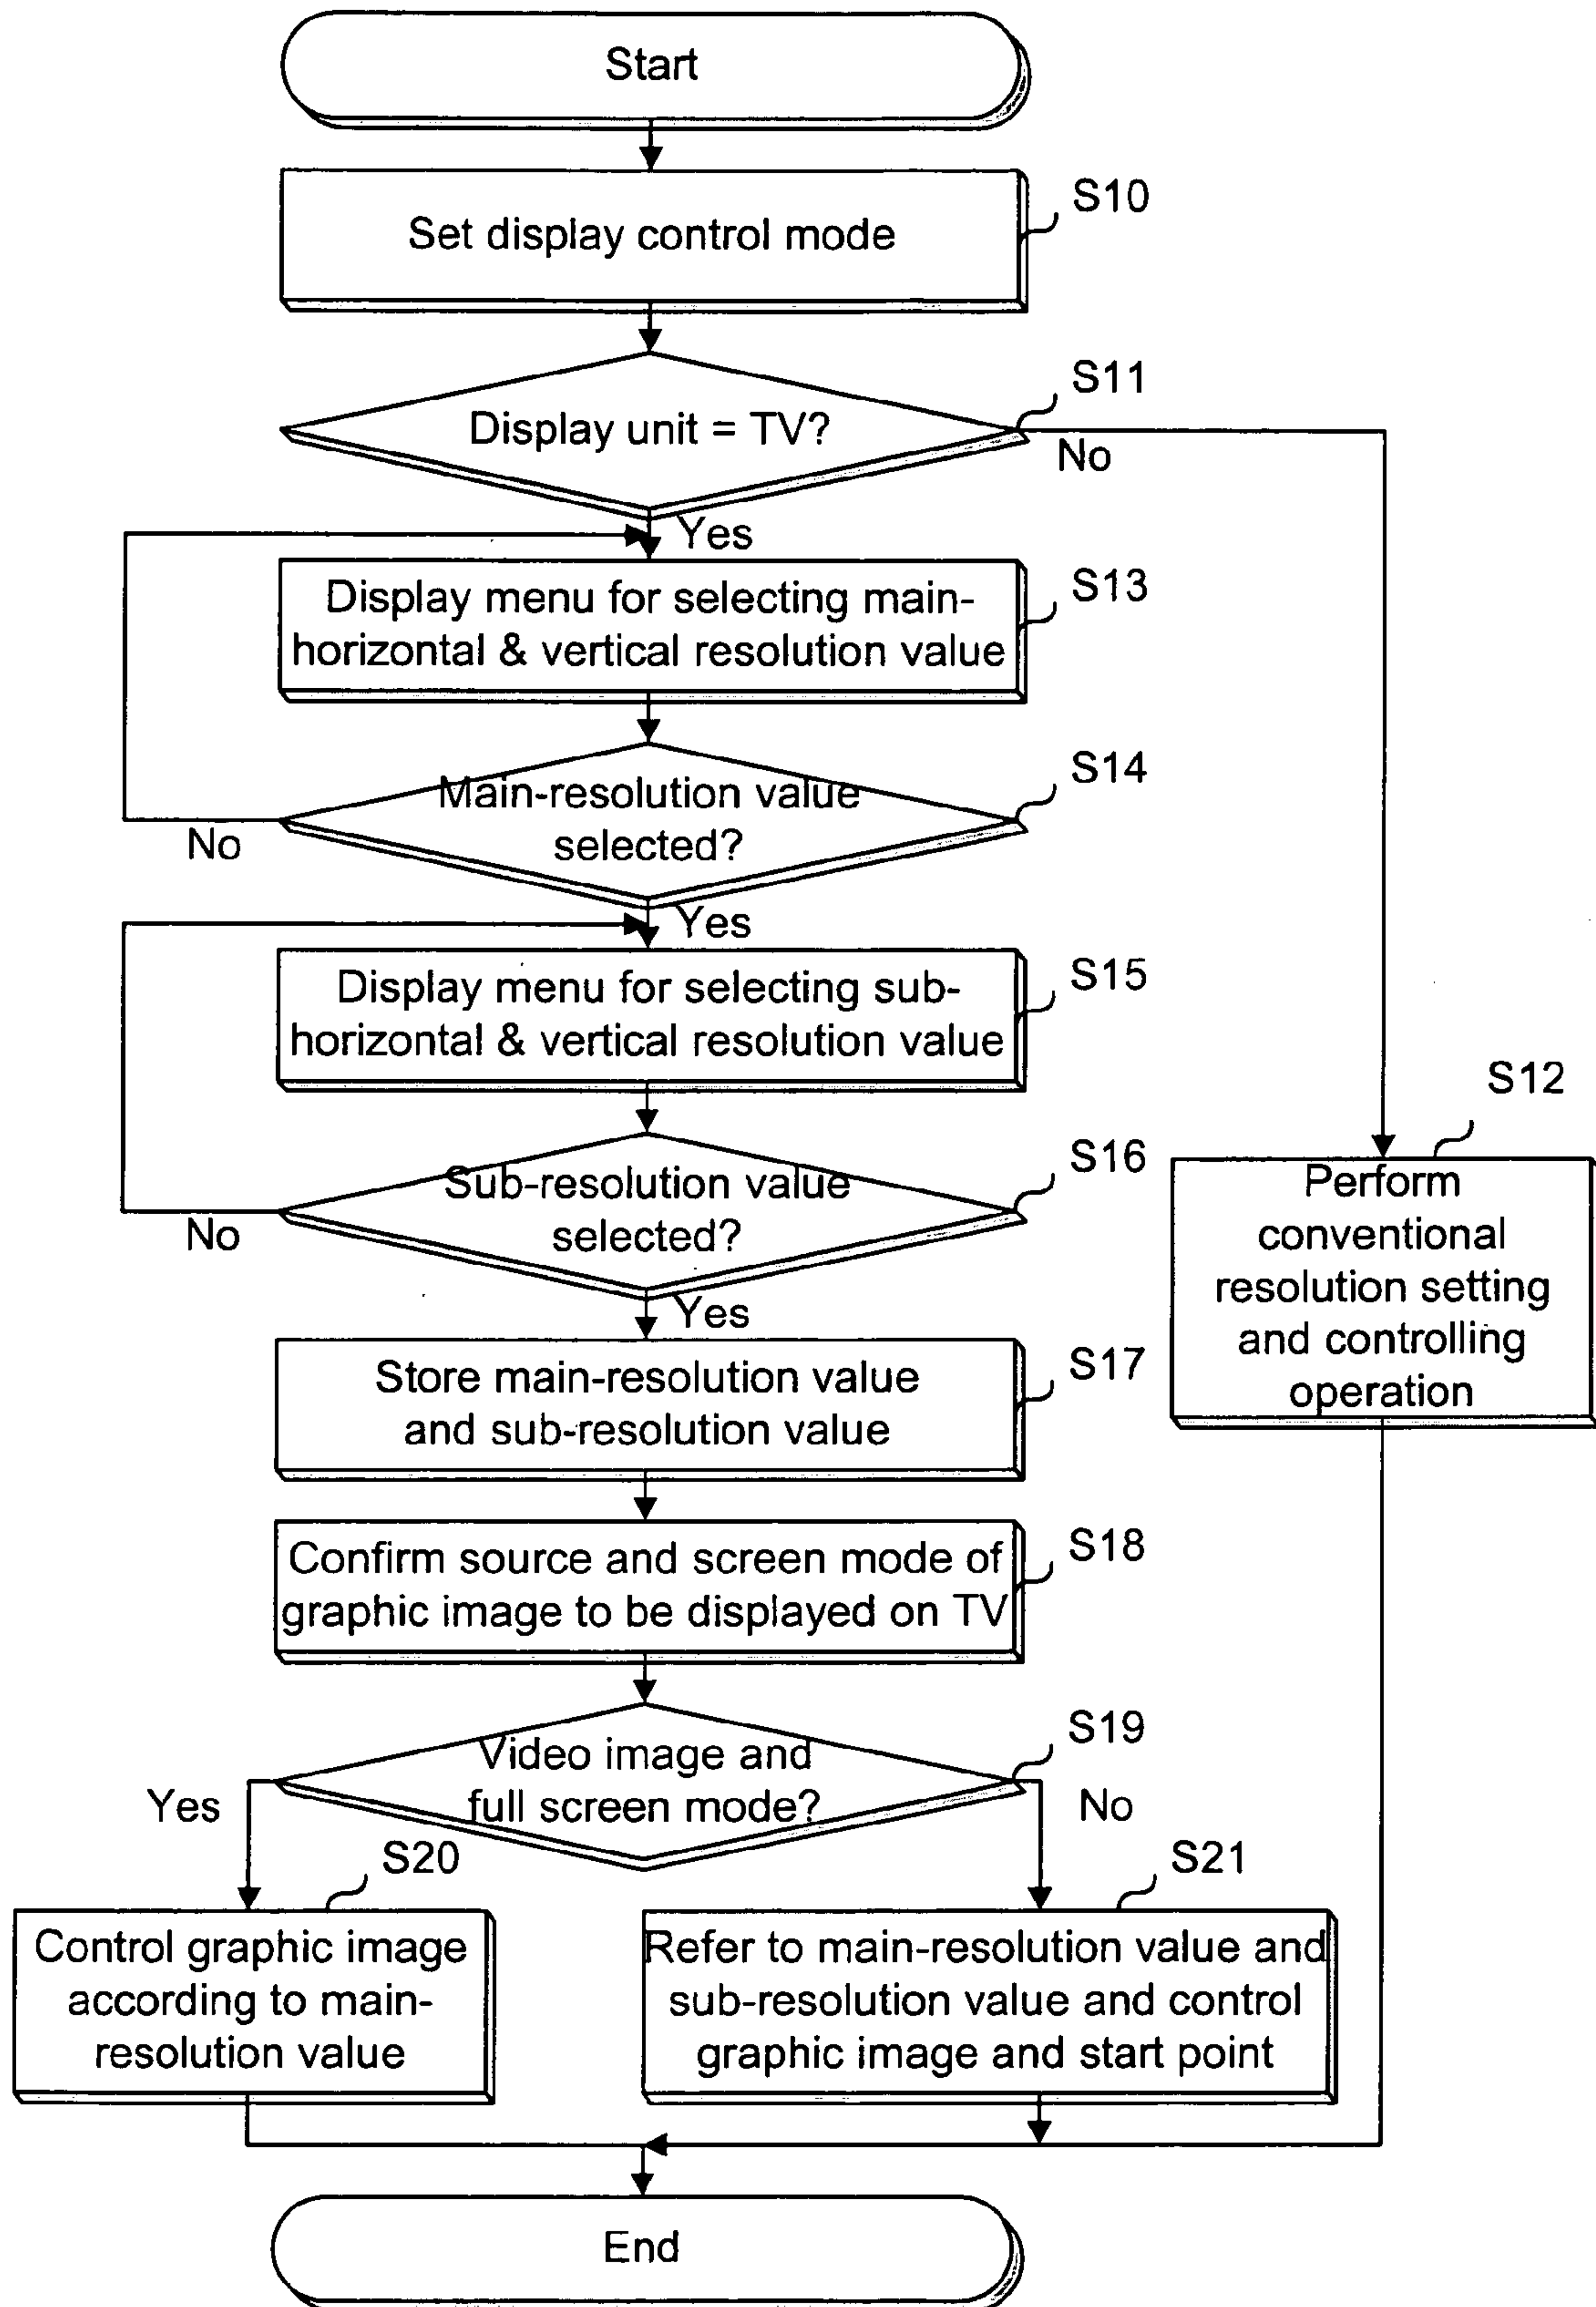 Start
S10
Set display control mode
S11
Display unit = TV?
No
Yes
S13
Display menu for selecting main-
horizontal & vertical resolution value
S14
Main-resolution value
selected?
No
Yes
S15
Display menu for selecting sub-
horizontal & vertical resolution value
S12
Perform
conventional
resolution setting
and controlling
operation
S16
Sub-resolution value
selected?
No
Yes
S17
Store main-resolution value
and sub-resolution value
S18
Confirm source and screen mode of
graphic image to be displayed on TV
S19
Video image and
full screen mode?
Yes
No
S20
Control graphic image
according to main-
resolution value
S21
Refer to main-resolution value and
sub-resolution value and control
graphic image and start point
End